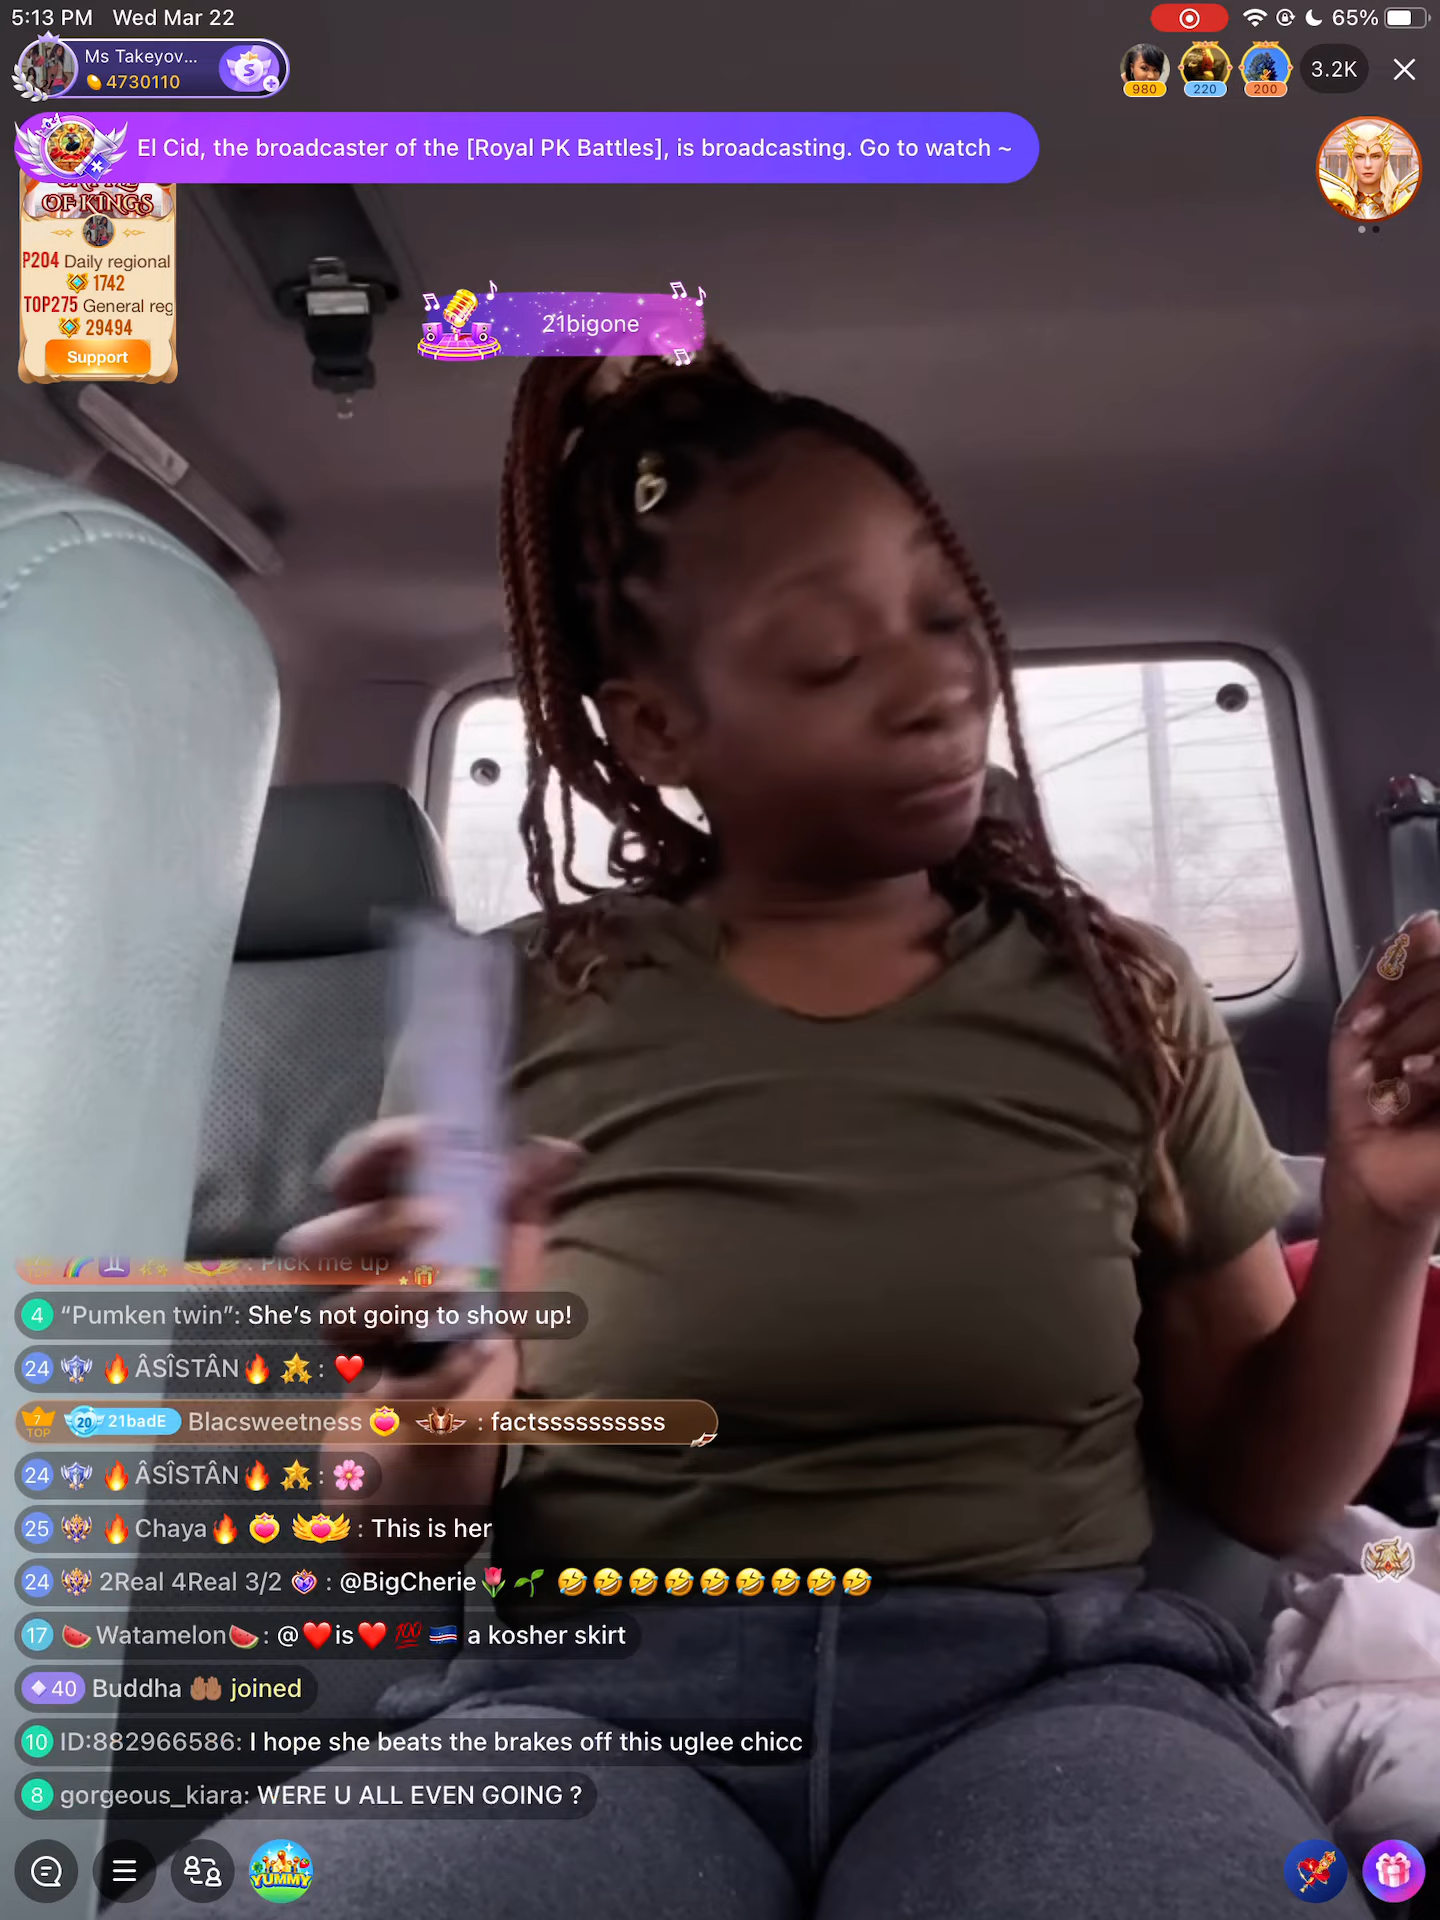 5:13 PM Wed Mar 22
65%
Ms Takeyov...
4730110
S
980
220
200
3.2K
El Cid, the broadcaster of the [Royal PK Battles], is broadcasting. Go to watch ~
OF KINGS
P204 Daily regional
1742
TOP275 General reg
29494
Support
21bigone
: Pick me up
4 “Pumken twin”: She’s not going to show up!
24 🔥ÂSÎSTÂN🔥 : ❤️
7 TOP 20 21badE Blacsweetness : factssssssssss
24 🔥ÂSÎSTÂN🔥 : 🌸
25 🔥Chaya🔥 : This is her
24 2Real 4Real 3/2 : @BigCherie🌷🌱 🤣🤣🤣🤣🤣🤣🤣🤣🤣
17 🍉Watamelon🍉: @❤️is❤️ 💯 🇨🇻 a kosher skirt
40 Buddha 🤲🏾 joined
10 ID:882966586: I hope she beats the brakes off this uglee chicc
8 gorgeous_kiara: WERE U ALL EVEN GOING ?
YUMMY